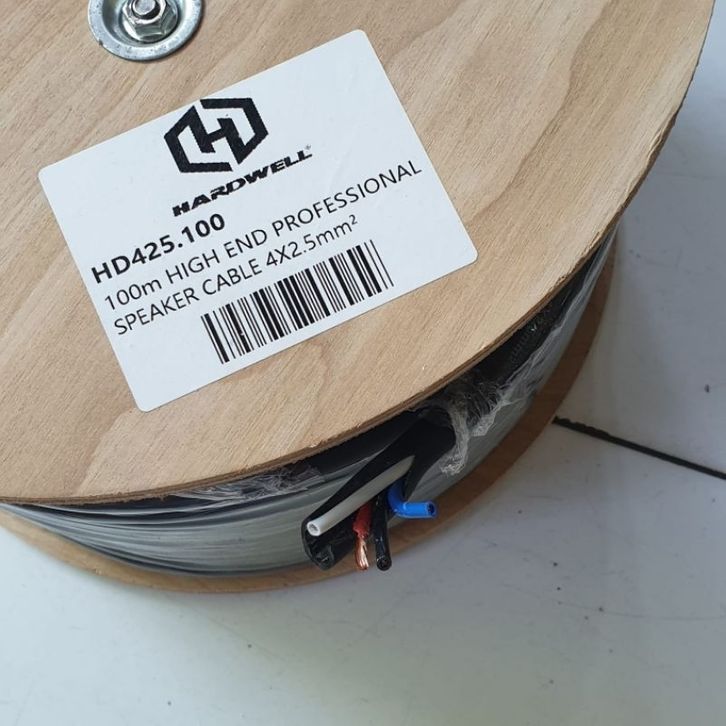 HARDWELL®
HD425.100
100m HIGH END PROFESSIONAL
SPEAKER CABLE 4X2.5mm²